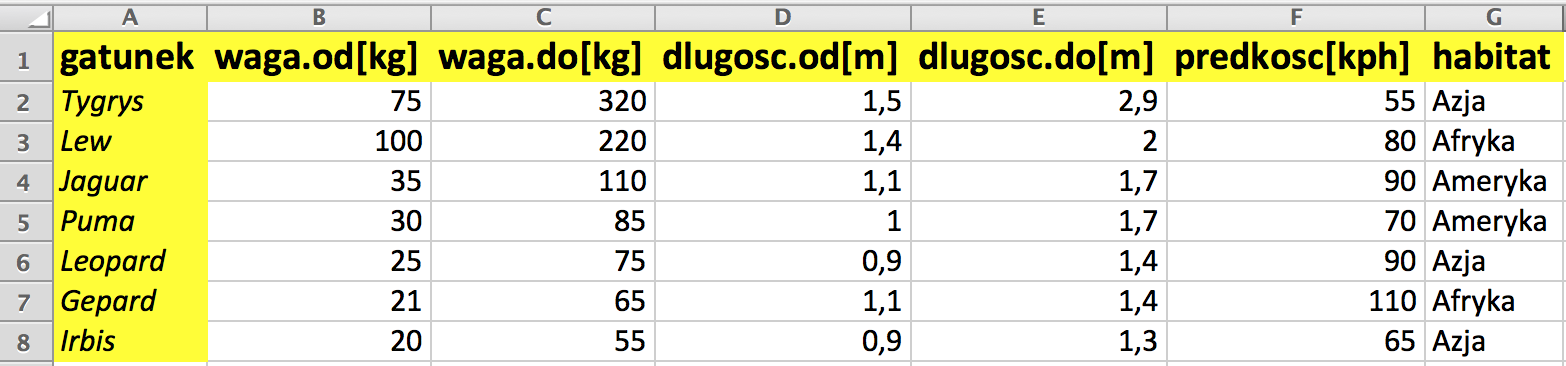 A B C D E F G
1 gatunek waga.od[kg] waga.do[kg] dlugosc.od[m] dlugosc.do[m] predkosc[kph] habitat
2 Tygrys 75 320 1,5 2,9 55 Azja
3 Lew 100 220 1,4 2 80 Afryka
4 Jaguar 35 110 1,1 1,7 90 Ameryka
5 Puma 30 85 1 1,7 70 Ameryka
6 Leopard 25 75 0,9 1,4 90 Azja
7 Gepard 21 65 1,1 1,4 110 Afryka
8 Irbis 20 55 0,9 1,3 65 Azja